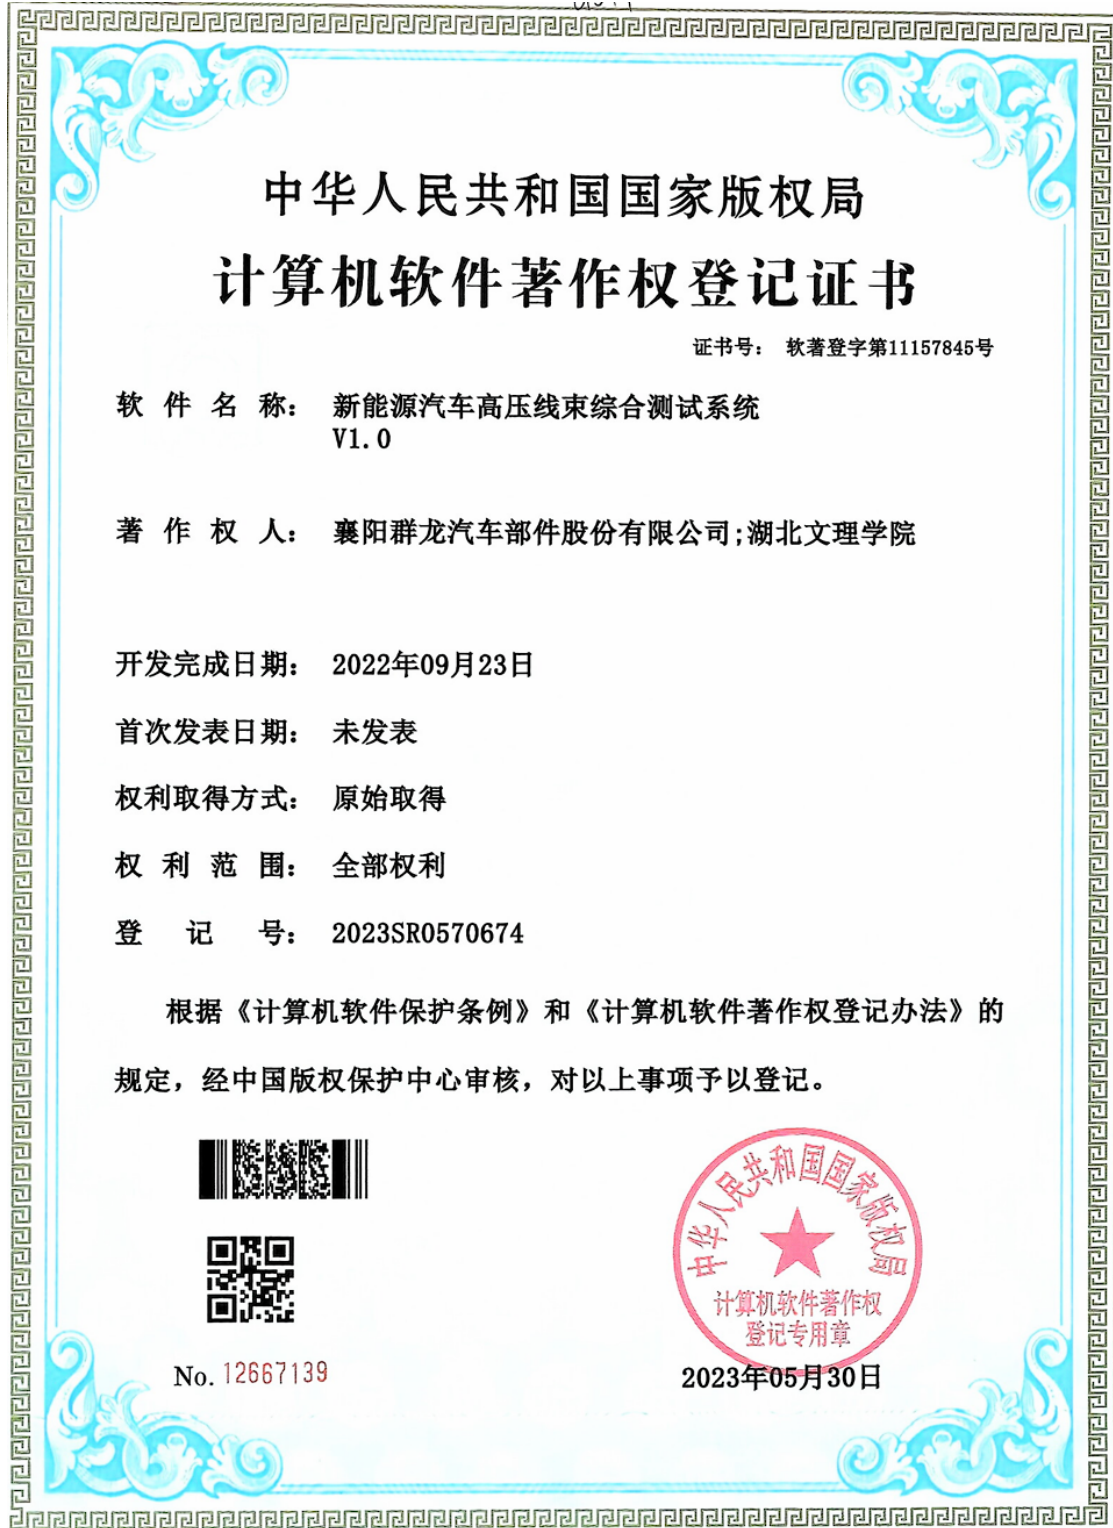 中华人民共和国国家版权局
计算机软件著作权登记证书
证书号： 软著登字第11157845号
软件名称： 新能源汽车高压线束综合测试系统
V1.0
著作权人： 襄阳群龙汽车部件股份有限公司;湖北文理学院
开发完成日期： 2022年09月23日
首次发表日期： 未发表
权利取得方式： 原始取得
权利范围： 全部权利
登记号： 2023SR0570674
根据《计算机软件保护条例》和《计算机软件著作权登记办法》的
规定，经中国版权保护中心审核，对以上事项予以登记。
中华人民共和国国家版权局
计算机软件著作权
登记专用章
No. 12667139
2023年05月30日